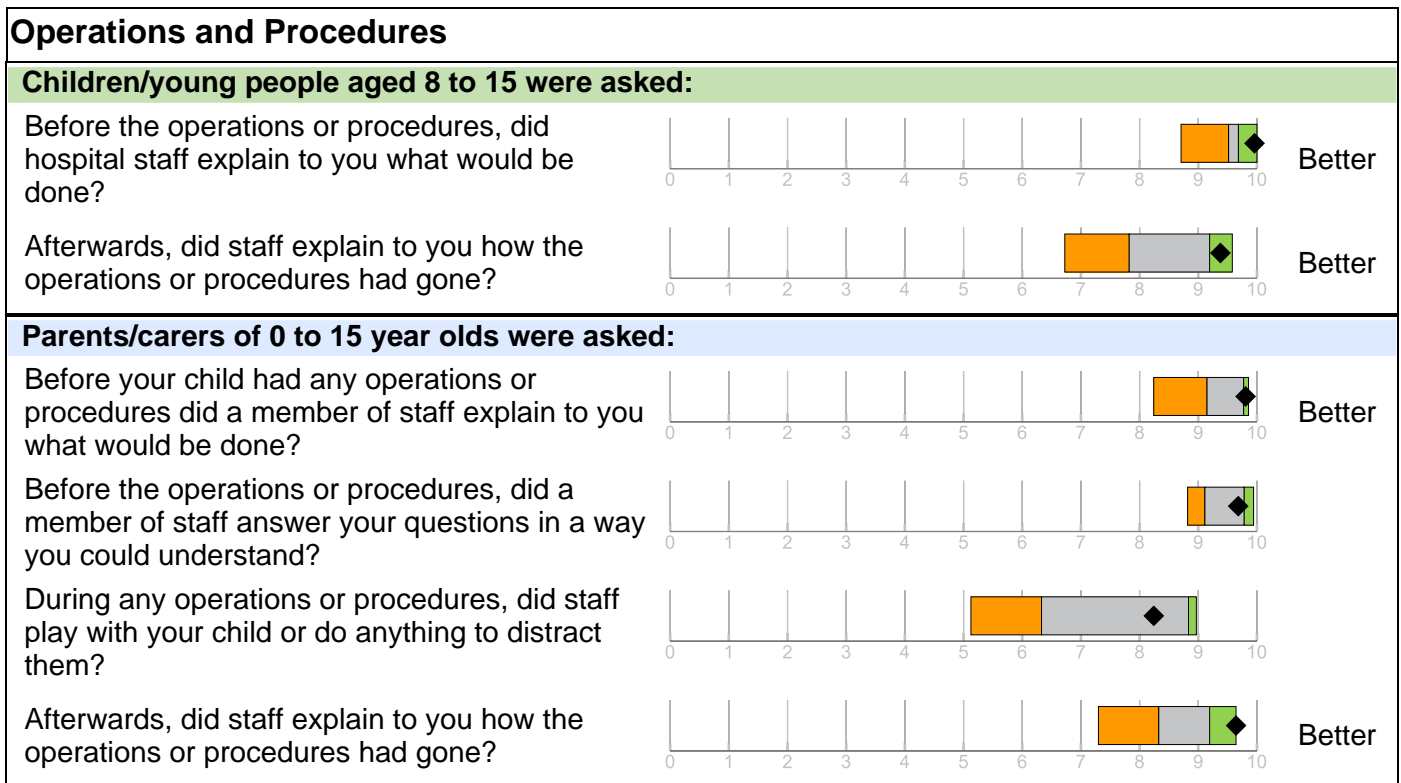 Operations and Procedures
Children/young people aged 8 to 15 were asked:
Before the operations or procedures, did
hospital staff explain to you what would be
done?
0 1 2 3 4 5 6 7 8 9 10
Better
Afterwards, did staff explain to you how the
operations or procedures had gone?
0 1 2 3 4 5 6 7 8 9 10
Better
Parents/carers of 0 to 15 year olds were asked:
Before your child had any operations or
procedures did a member of staff explain to you
what would be done?
0 1 2 3 4 5 6 7 8 9 10
Better
Before the operations or procedures, did a
member of staff answer your questions in a way
you could understand?
0 1 2 3 4 5 6 7 8 9 10
During any operations or procedures, did staff
play with your child or do anything to distract
them?
0 1 2 3 4 5 6 7 8 9 10
Afterwards, did staff explain to you how the
operations or procedures had gone?
0 1 2 3 4 5 6 7 8 9 10
Better